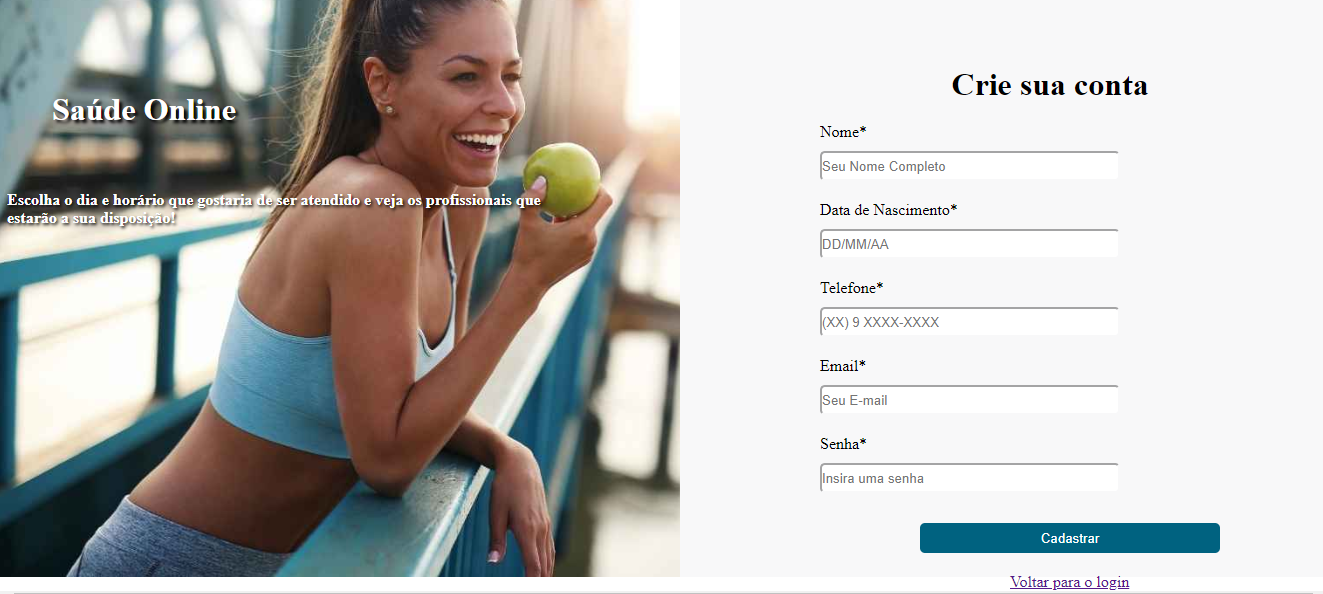 Saúde Online
Escolha o dia e horário que gostaria de ser atendido e veja os profissionais que
estarão a sua disposição!
Crie sua conta
Nome*
Seu Nome Completo
Data de Nascimento*
DD/MM/AA
Telefone*
(XX) 9 XXXX-XXXX
Email*
Seu E-mail
Senha*
Insira uma senha
Cadastrar
Voltar para o login